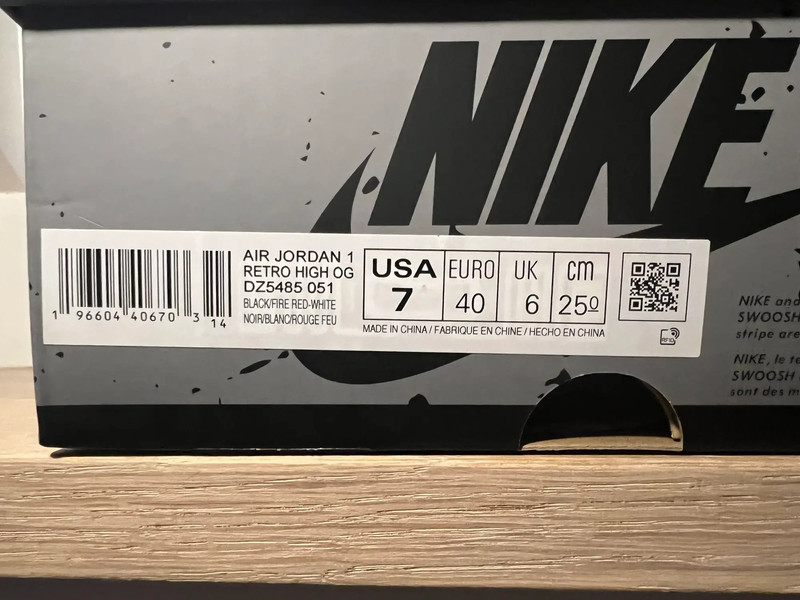 NIKE
AIR JORDAN 1
RETRO HIGH OG
DZ5485 051
BLACK/FIRE RED-WHITE
NOIR/BLANC/ROUGE FEU
1 96604 40670 3 14
USA
7
EURO
40
UK
6
cm
25º
MADE IN CHINA / FABRIQUE EN CHINE / HECHO EN CHINA
RFID
NIKE and
SWOOSH
stripe are
NIKE, le
SWOOSH
sont des